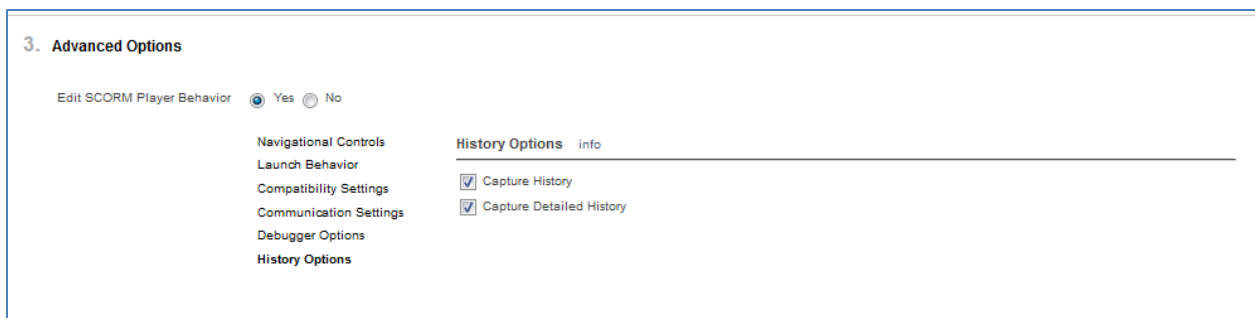 3. Advanced Options
Edit SCORM Player Behavior Yes No
Navigational Controls
Launch Behavior
Compatibility Settings
Communication Settings
Debugger Options
History Options
History Options info
Capture History
Capture Detailed History